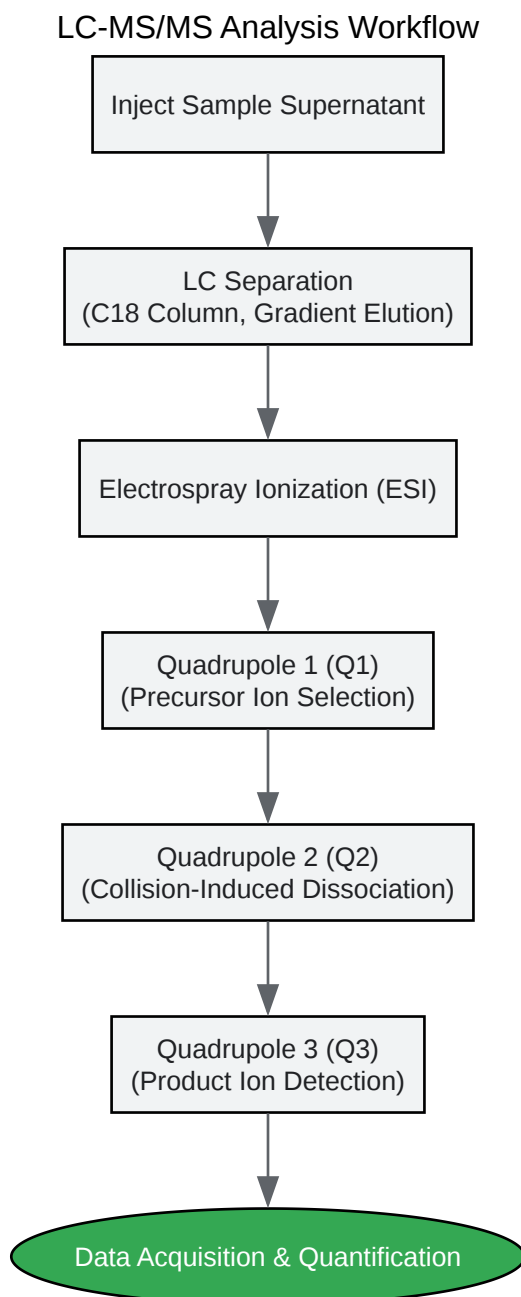 LC-MS/MS Analysis Workflow
Inject Sample Supernatant
LC Separation
(C18 Column, Gradient Elution)
Electrospray Ionization (ESI)
Quadrupole 1 (Q1)
(Precursor Ion Selection)
Quadrupole 2 (Q2)
(Collision-Induced Dissociation)
Quadrupole 3 (Q3)
(Product Ion Detection)
Data Acquisition & Quantification